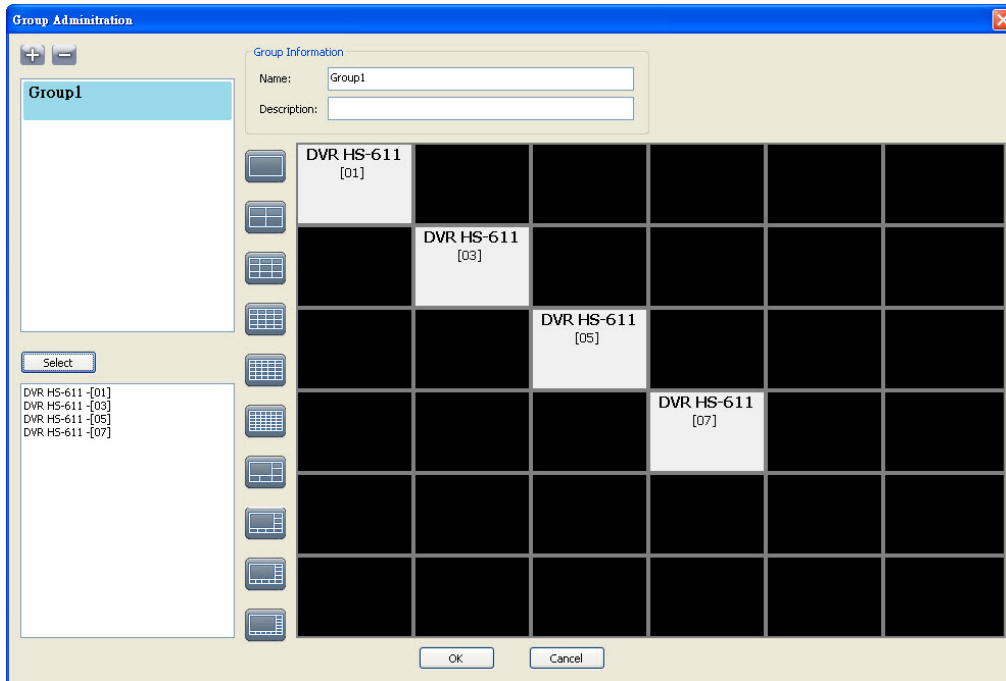 Group Adminitration
Group Information
Name: Group1
Description:
Group1
DVR HS-611
[01]
DVR HS-611
[03]
DVR HS-611
[05]
DVR HS-611
[07]
Select
DVR HS-611 -[01]
DVR HS-611 -[03]
DVR HS-611 -[05]
DVR HS-611 -[07]
OK Cancel